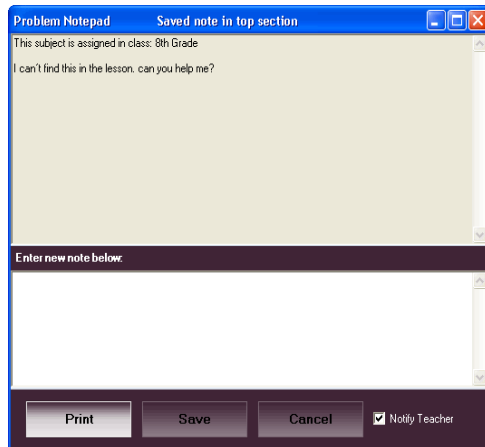 Problem Notepad Saved note in top section
This subject is assigned in class: 8th Grade
I can't find this in the lesson. can you help me?
Enter new note below:
Print Save Cancel Notify Teacher